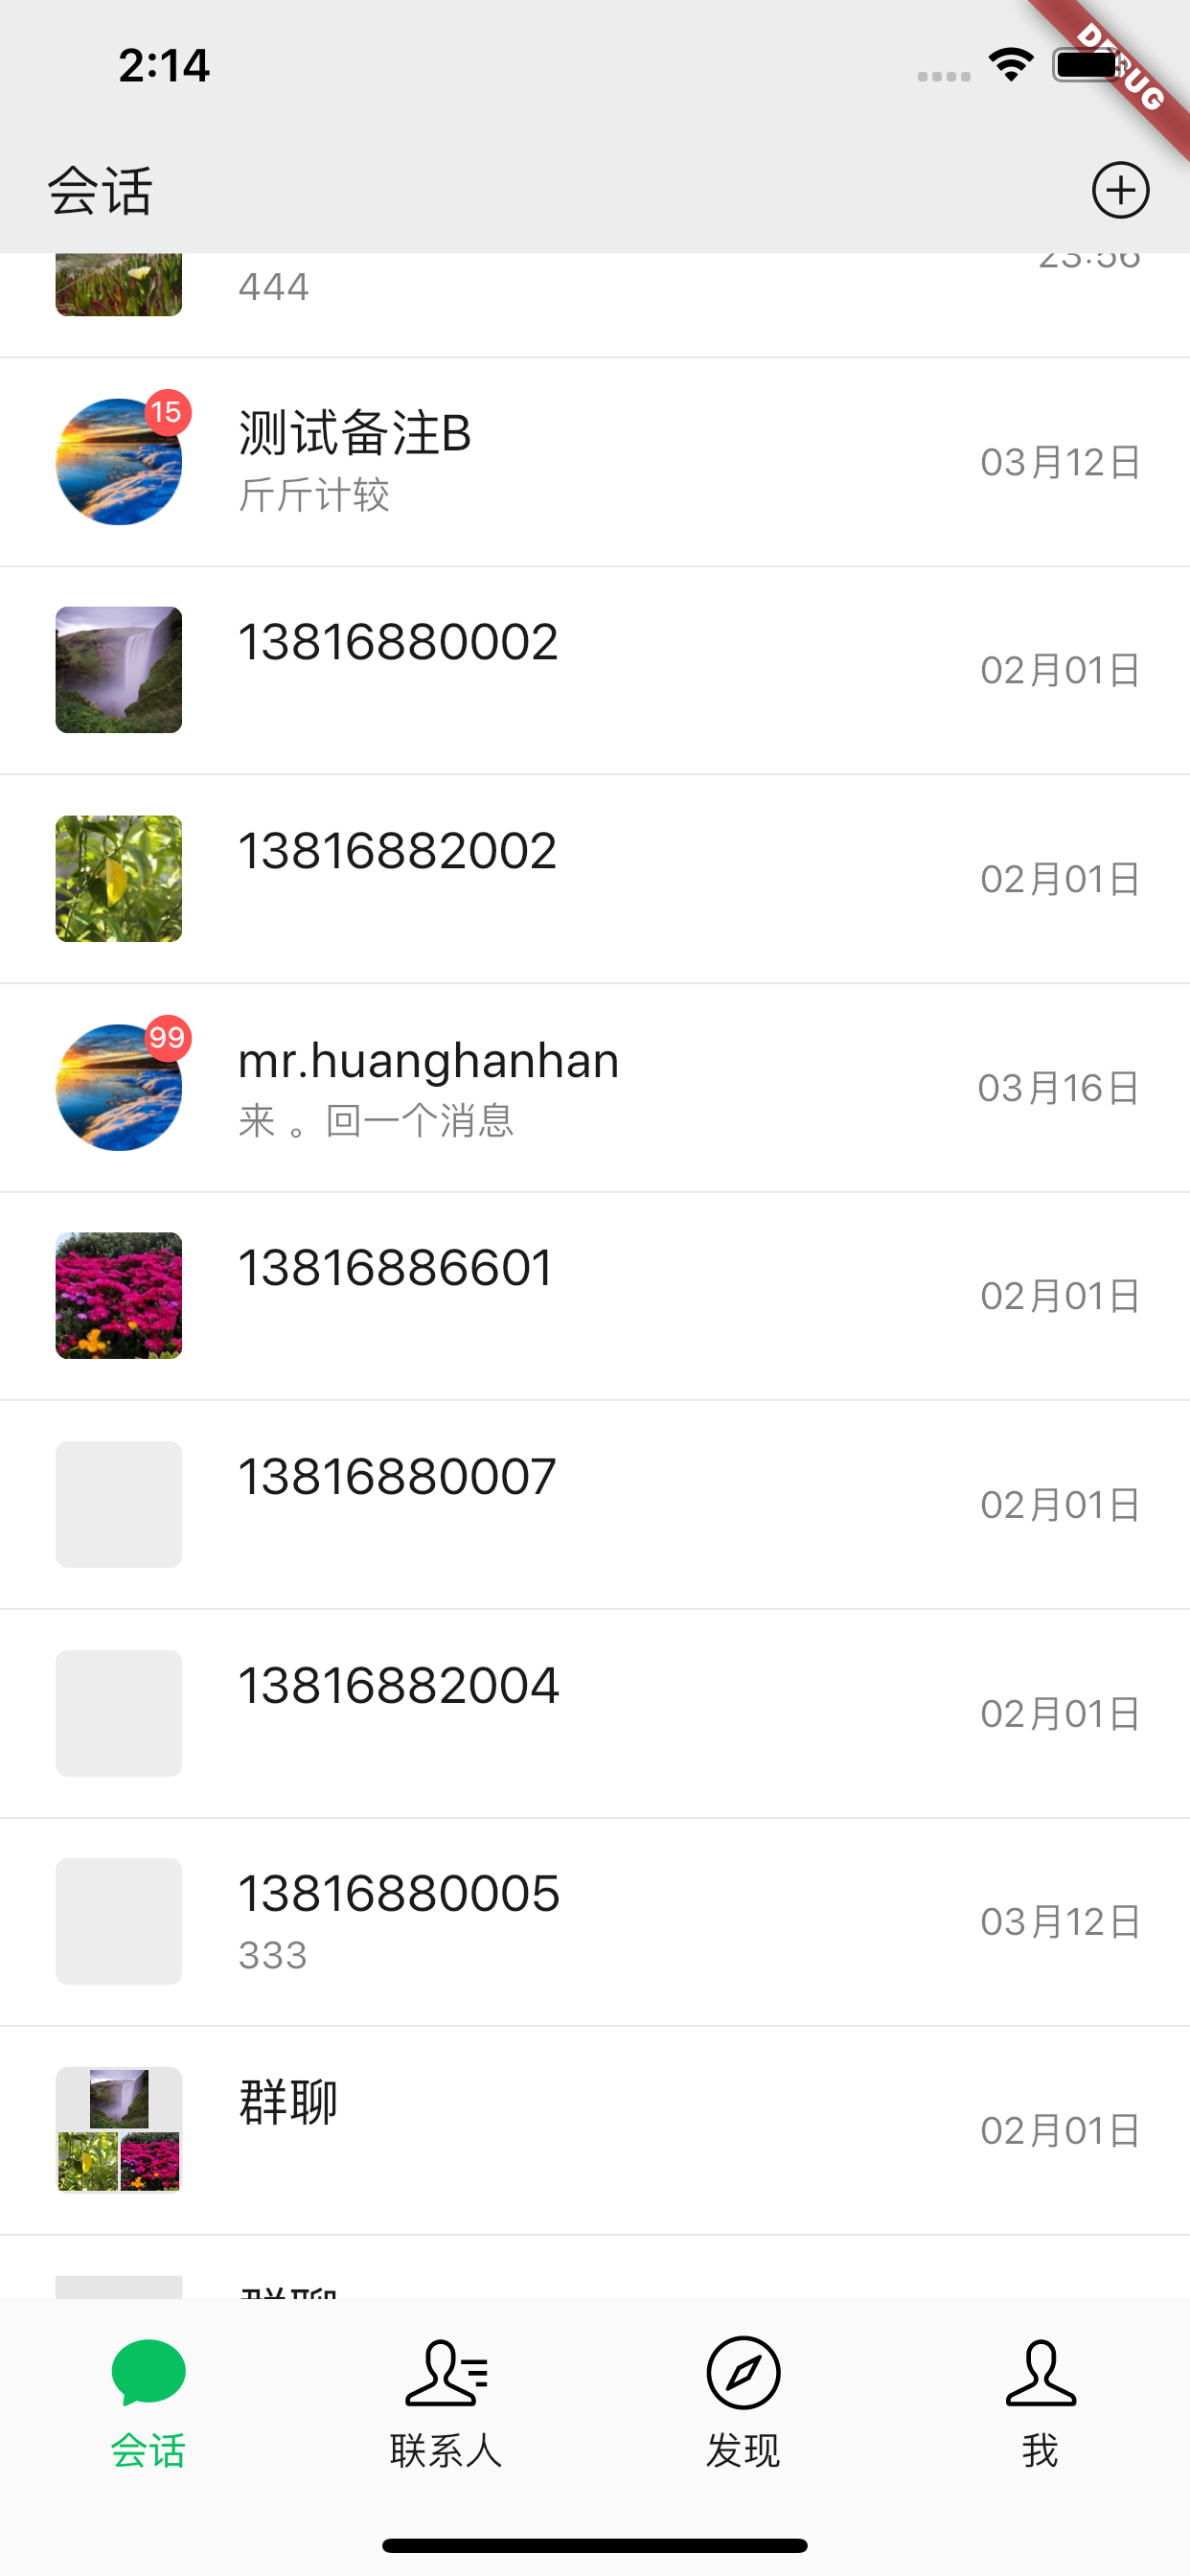 2:14
DEBUG
会话
23:56
444
15
测试备注B
斤斤计较
03月12日
13816880002
02月01日
13816882002
02月01日
99
mr.huanghanhan
来 。回一个消息
03月16日
13816886601
02月01日
13816880007
02月01日
13816882004
02月01日
13816880005
333
03月12日
群聊
02月01日
群聊
会话
联系人
发现
我